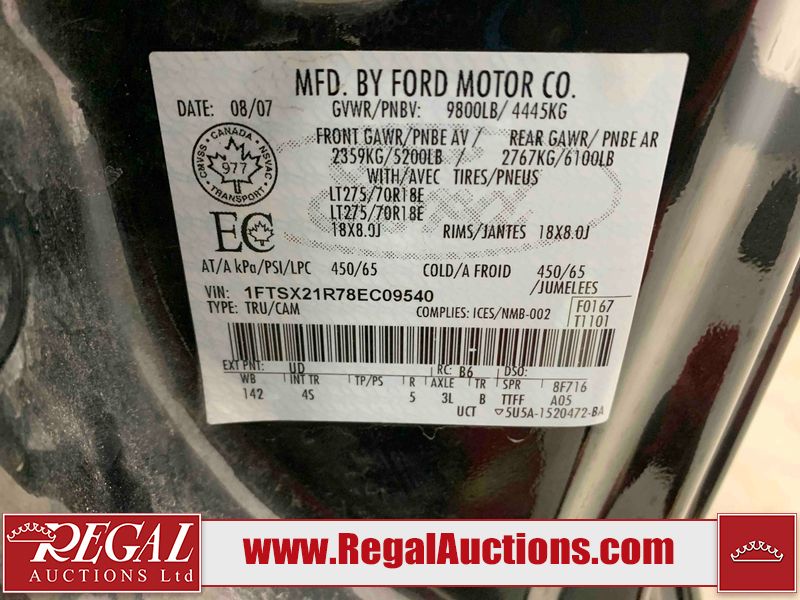 MFD. BY FORD MOTOR CO.
DATE: 08/07 GVWR/PNBV: 9800LB/ 4445KG
FRONT GAWR/PNBE AV/ REAR GAWR/ PNBE AR
2359KG/5200LB / 2767KG/6100LB
WITH/AVEC TIRES/PNEUS
CMVSS · CANADA · NSVAC
977
TRANSPORT
LT275/70R18E
LT275/70R18E
18X8.0J RIMS/JANTES 18X8.0J
EC
AT/A kPa/PSI/LPC 450/65 COLD/A FROID 450/65
/JUMELEES
VIN: 1FTSX21R78EC09540
TYPE: TRU/CAM COMPLIES: ICES/NMB-002
F0167
T1101
EXT PNT: UD RC: B6 DSO:
WB INT TR TP/PS R AXLE TR SPR 8F716
142 4S 5 3L B TTFF A05
UCT ▽5U5A-1520472-BA
REGAL
AUCTIONS Ltd
www.RegalAuctions.com